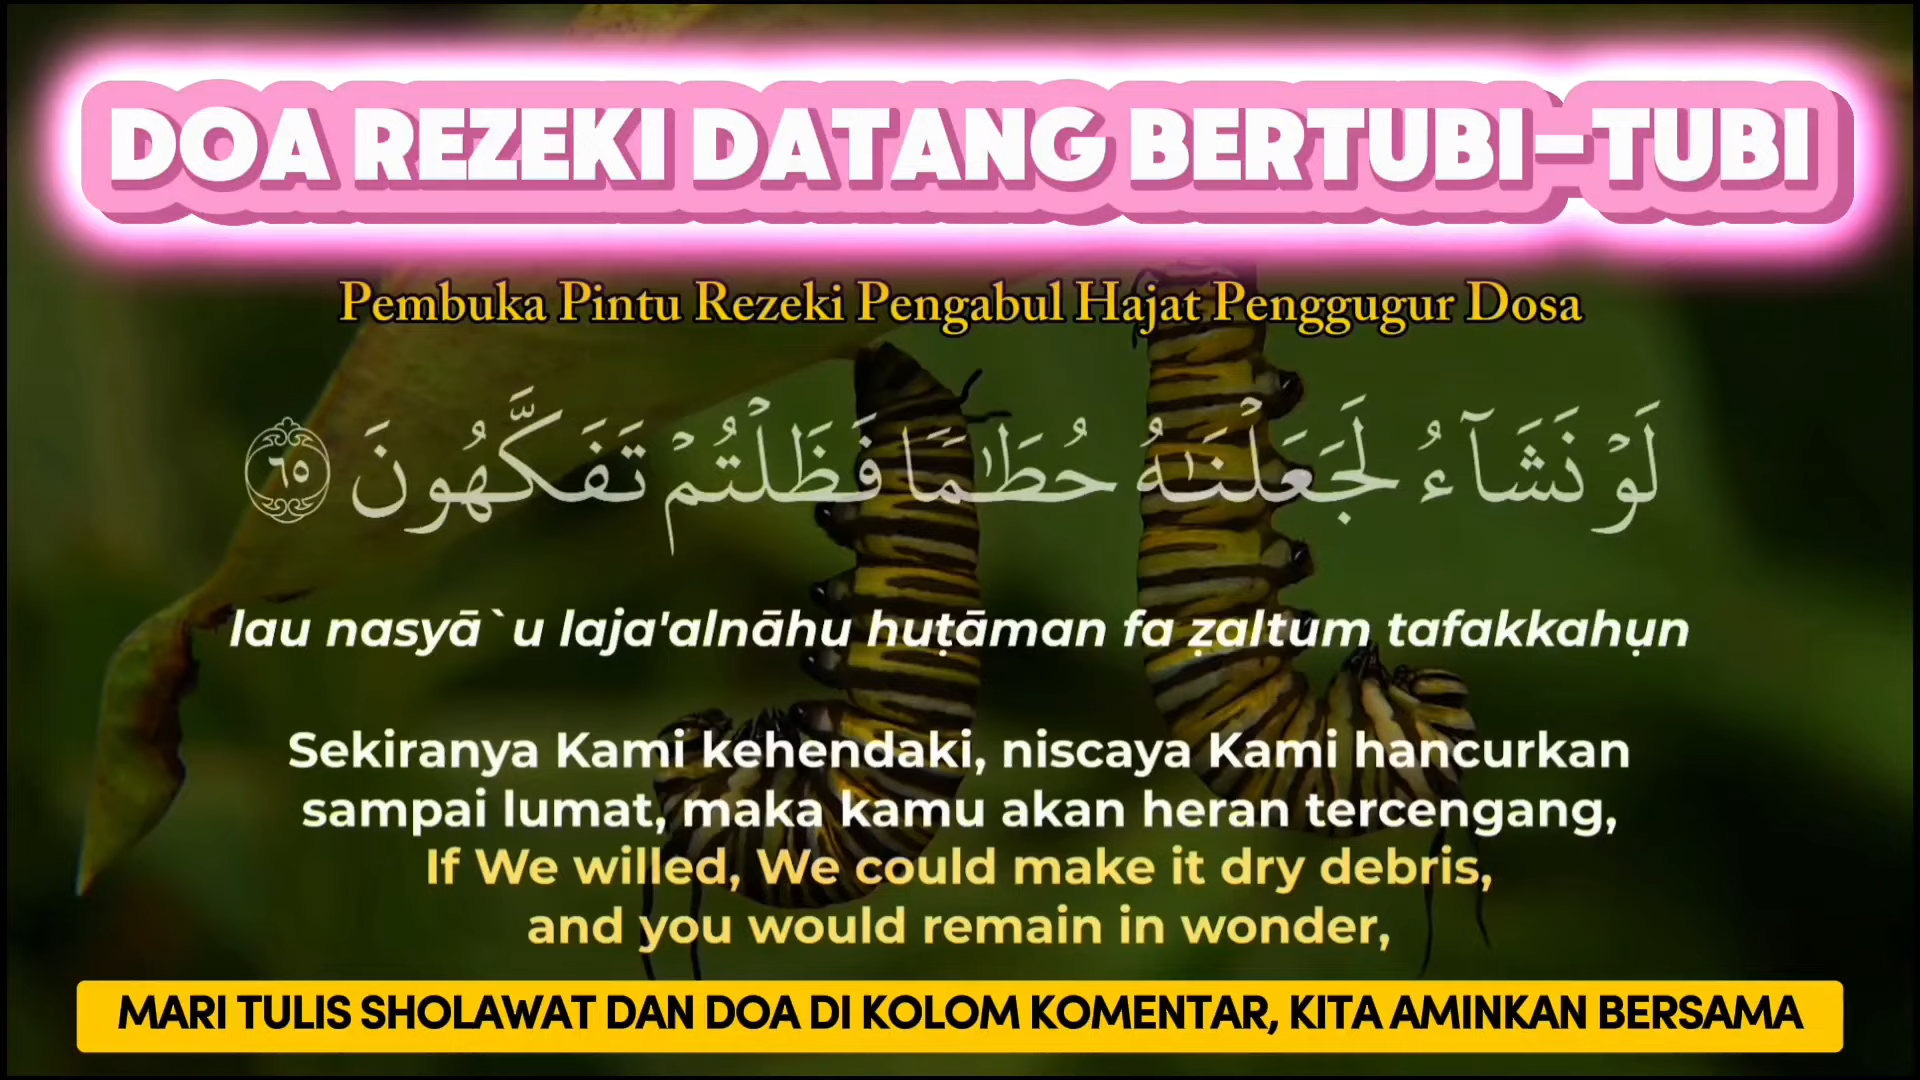 DOA REZEKI DATANG BERTUBI-TUBI
Pembuka Pintu Rezeki Pengabul Hajat Penggugur Dosa
لَوْ نَشَآءُ لَجَعَلْنَٰهُ حُطَٰمًا فَظَلْتُمْ تَفَكَّهُونَ ٦٥
lau nasyā`u laja'alnāhu huṭāman fa ẓaltum tafakkahụn
Sekiranya Kami kehendaki, niscaya Kami hancurkan
sampai lumat, maka kamu akan heran tercengang,
If We willed, We could make it dry debris,
and you would remain in wonder,
MARI TULIS SHOLAWAT DAN DOA DI KOLOM KOMENTAR, KITA AMINKAN BERSAMA